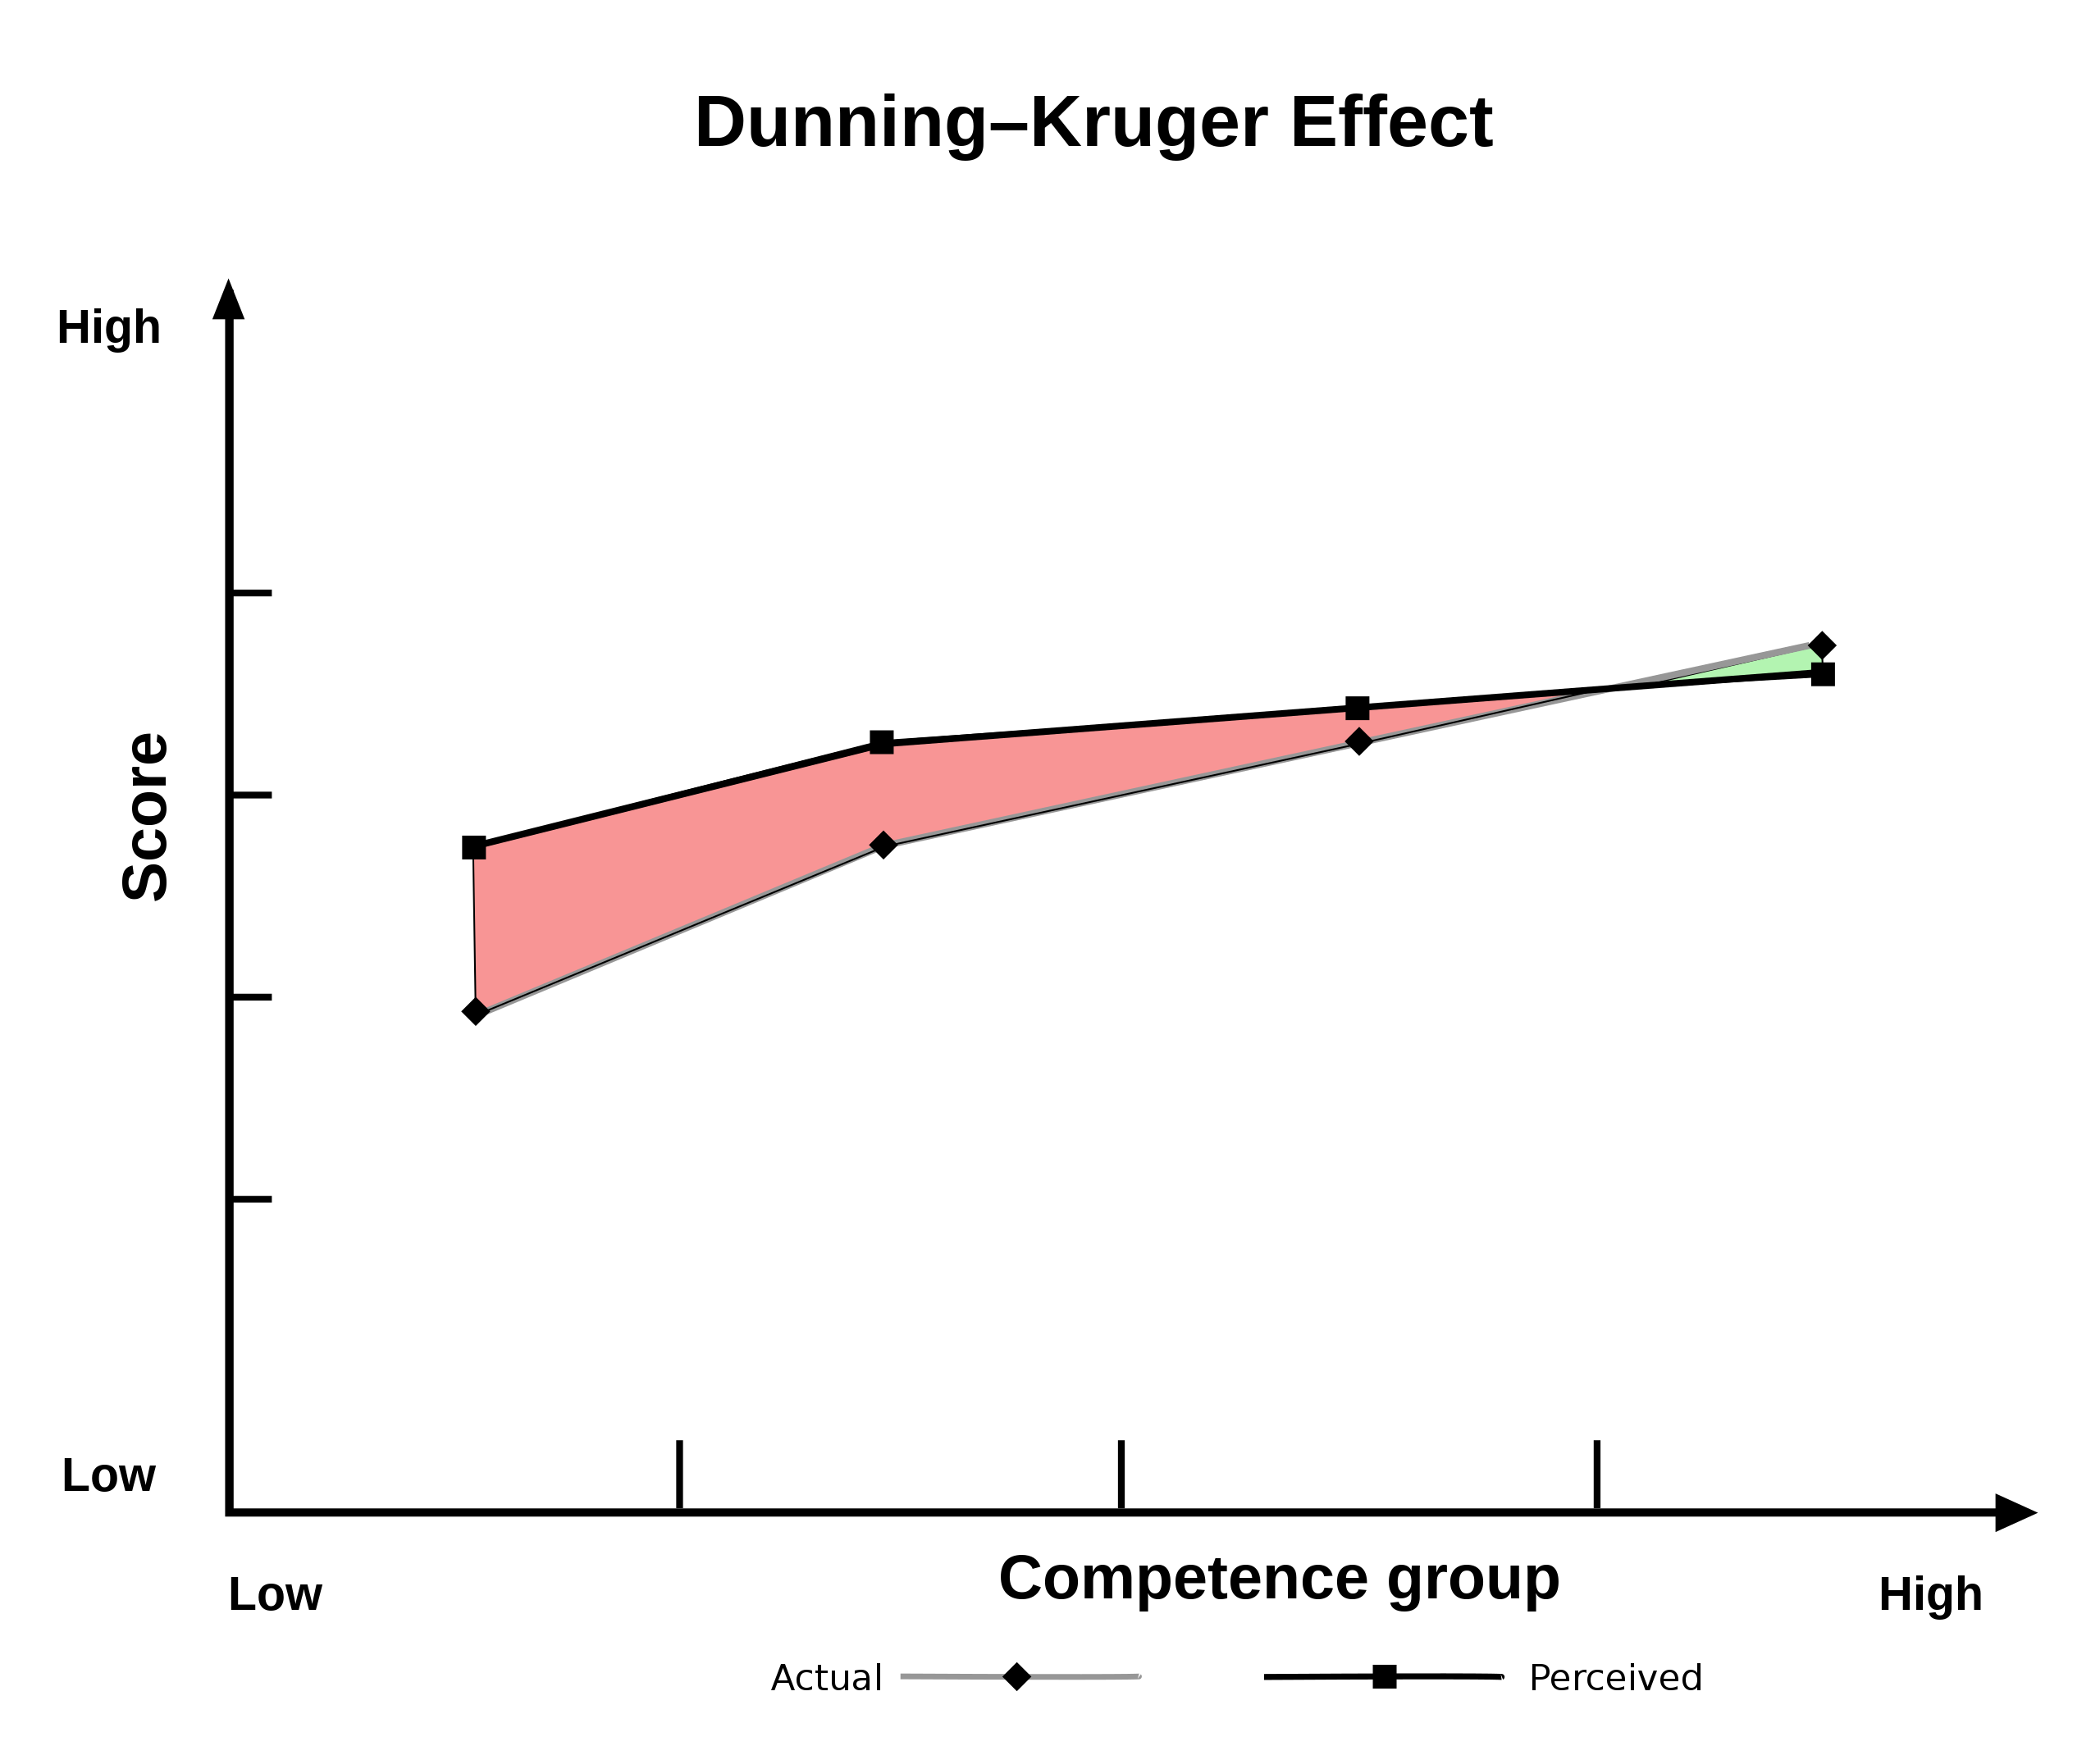 Dunning–Kruger Effect
High
Score
Low
Low
Competence group
High
Actual
Perceived